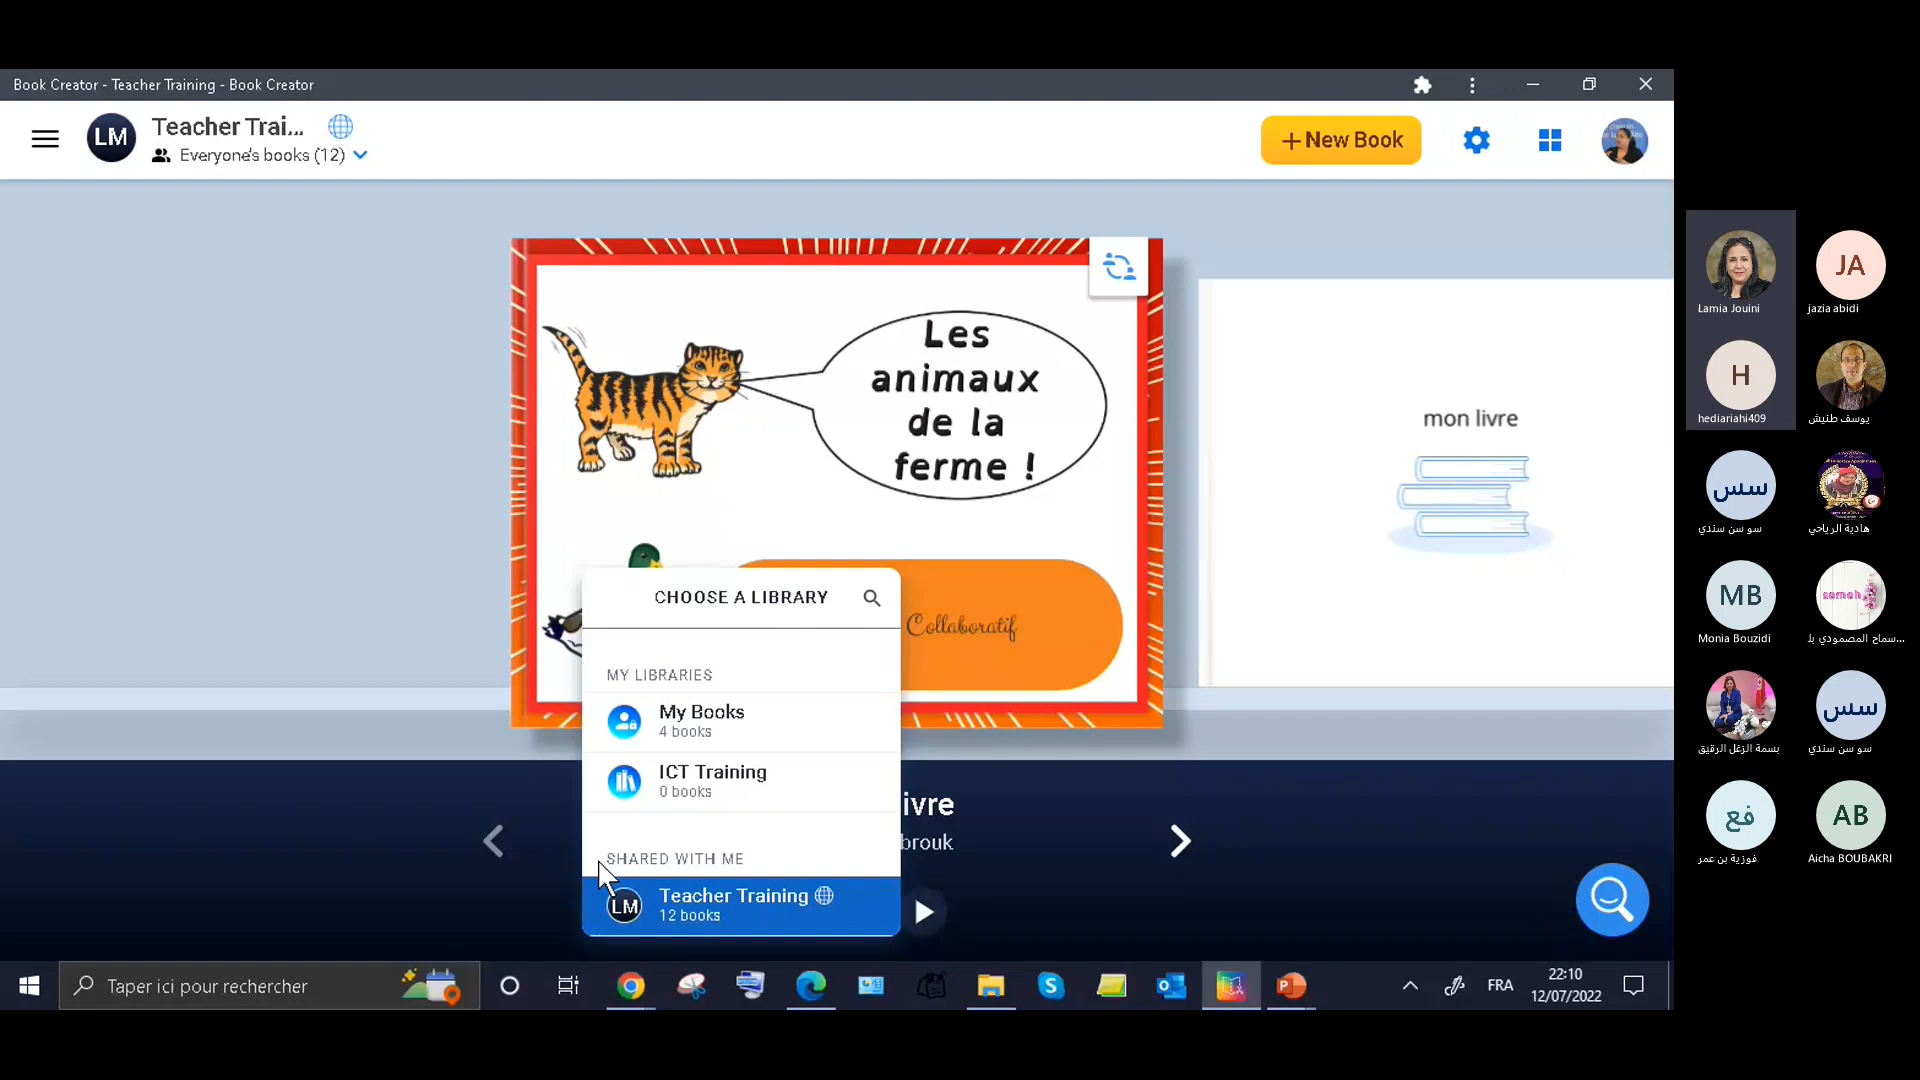 Book Creator - Teacher Training - Book Creator
LM
Teacher Trai...
Everyone's books (12)
+ New Book
Les
animaux
de la
ferme !
Collaboratif
mon livre
CHOOSE A LIBRARY
MY LIBRARIES
My Books
4 books
ICT Training
0 books
SHARED WITH ME
LM
Teacher Training
12 books
ivre
brouk
Taper ici pour rechercher
FRA
22:10
12/07/2022
Lamia Jouini
JA
jazia abidi
H
hediariahi409
يوسف طنيش
سس
سو سن سندي
هادية الرياحي
MB
Monia Bouzidi
samah
سماح المصمودي بل...
بسمة الزغل الرقيق
سس
سو سن سندي
فع
فوزية بن عمر
AB
Aicha BOUBAKRI